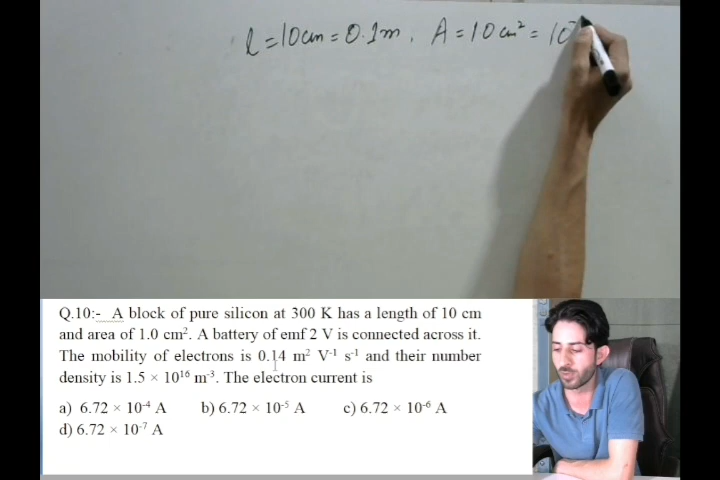 l = 10cm = 0.1m, A = 10cm² = 10
Q.10:- A block of pure silicon at 300 K has a length of 10 cm
and area of 1.0 cm². A battery of emf 2 V is connected across it.
The mobility of electrons is 0.14 m² V⁻¹ s⁻¹ and their number
density is 1.5 × 10¹⁶ m⁻³. The electron current is
a) 6.72 × 10⁻⁴ A b) 6.72 × 10⁻⁵ A c) 6.72 × 10⁻⁶ A
d) 6.72 × 10⁻⁷ A